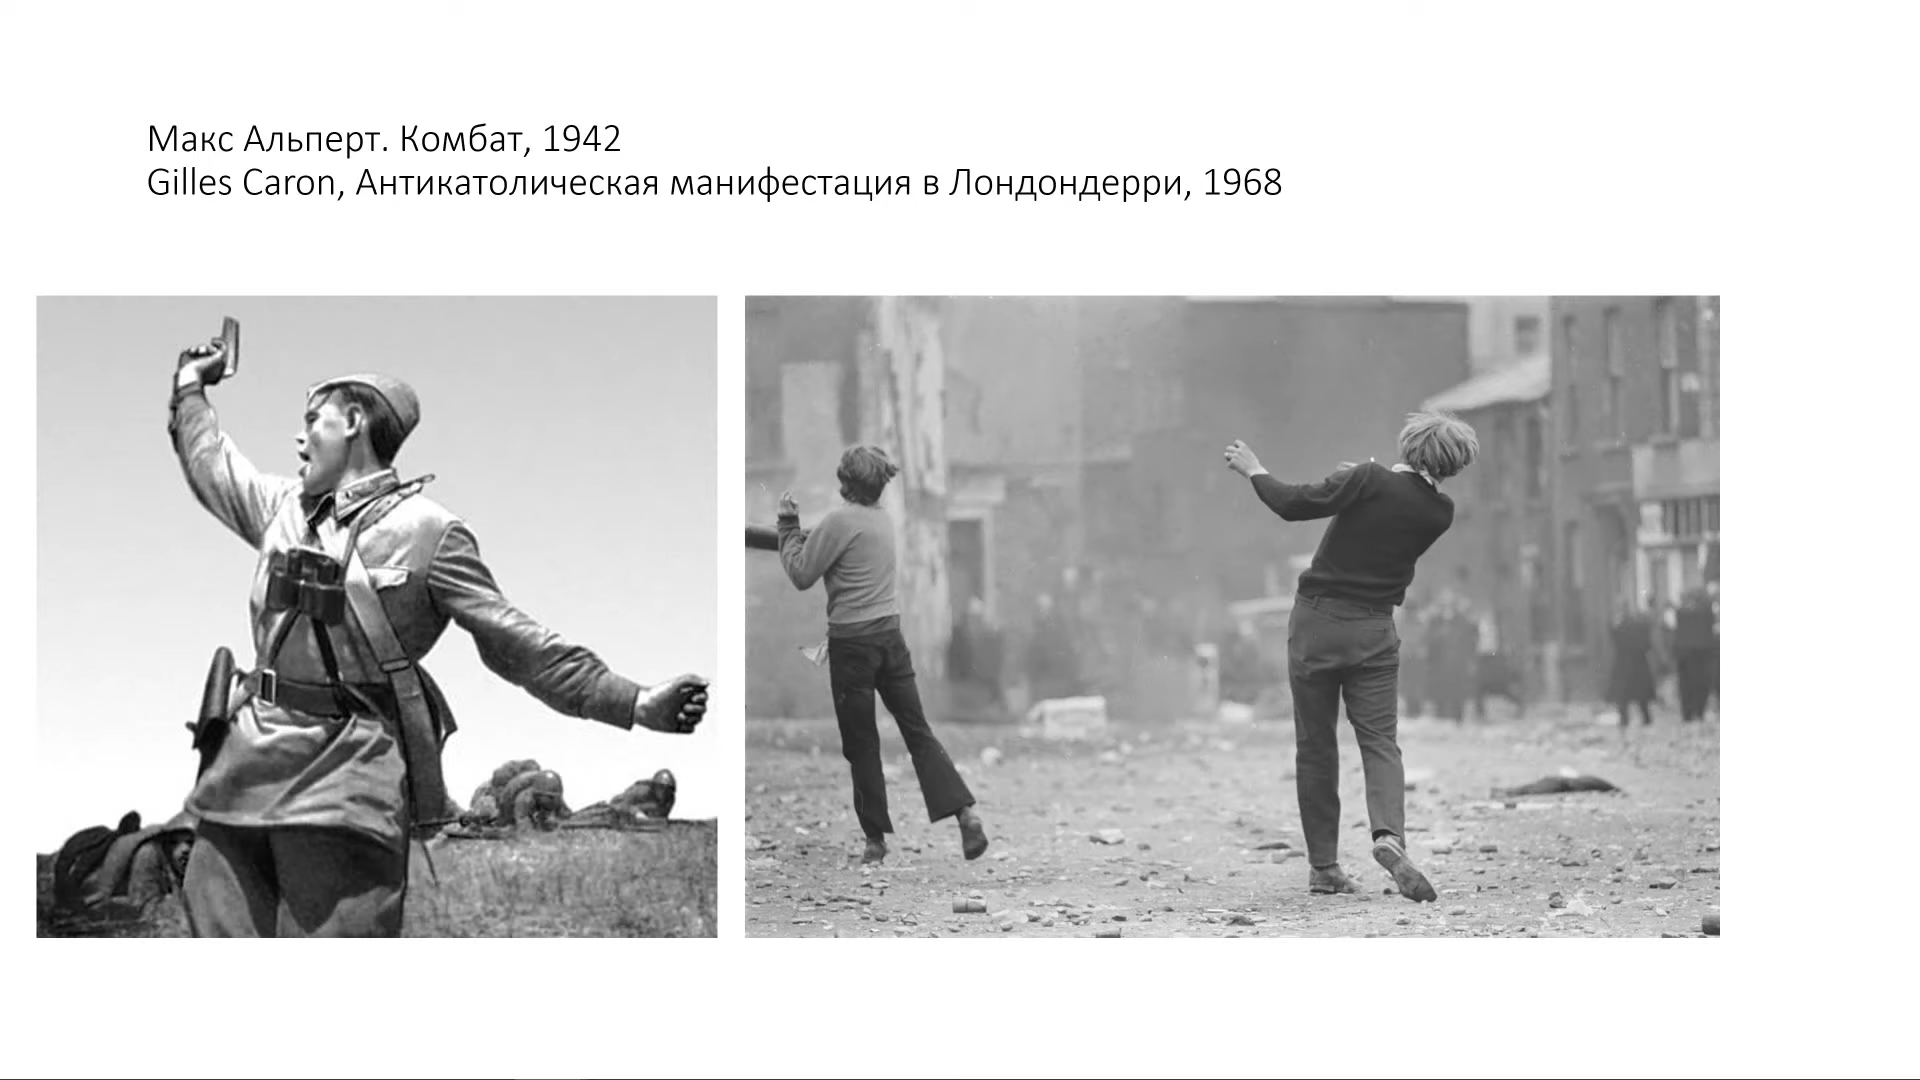 Макс Альперт. Комбат, 1942
Gilles Caron, Антикатолическая манифестация в Лондондерри, 1968